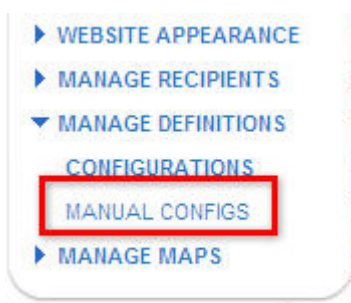 WEBSITE APPEARANCE
MANAGE RECIPIENTS
MANAGE DEFINITIONS
CONFIGURATIONS
MANUAL CONFIGS
MANAGE MAPS